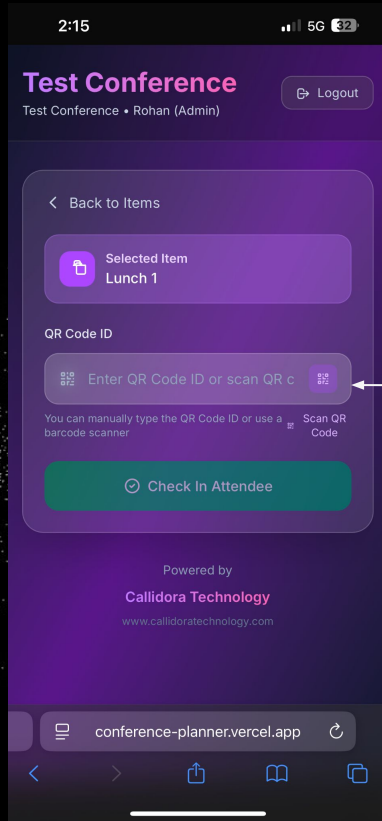 2:15
5G 32
Test Conference
Test Conference • Rohan (Admin)
Logout
Back to Items
Selected Item
Lunch 1
QR Code ID
Enter QR Code ID or scan QR c
You can manually type the QR Code ID or use a
barcode scanner
Scan QR
Code
Check In Attendee
Powered by
Callidora Technology
www.callidoratechnology.com
conference-planner.vercel.app